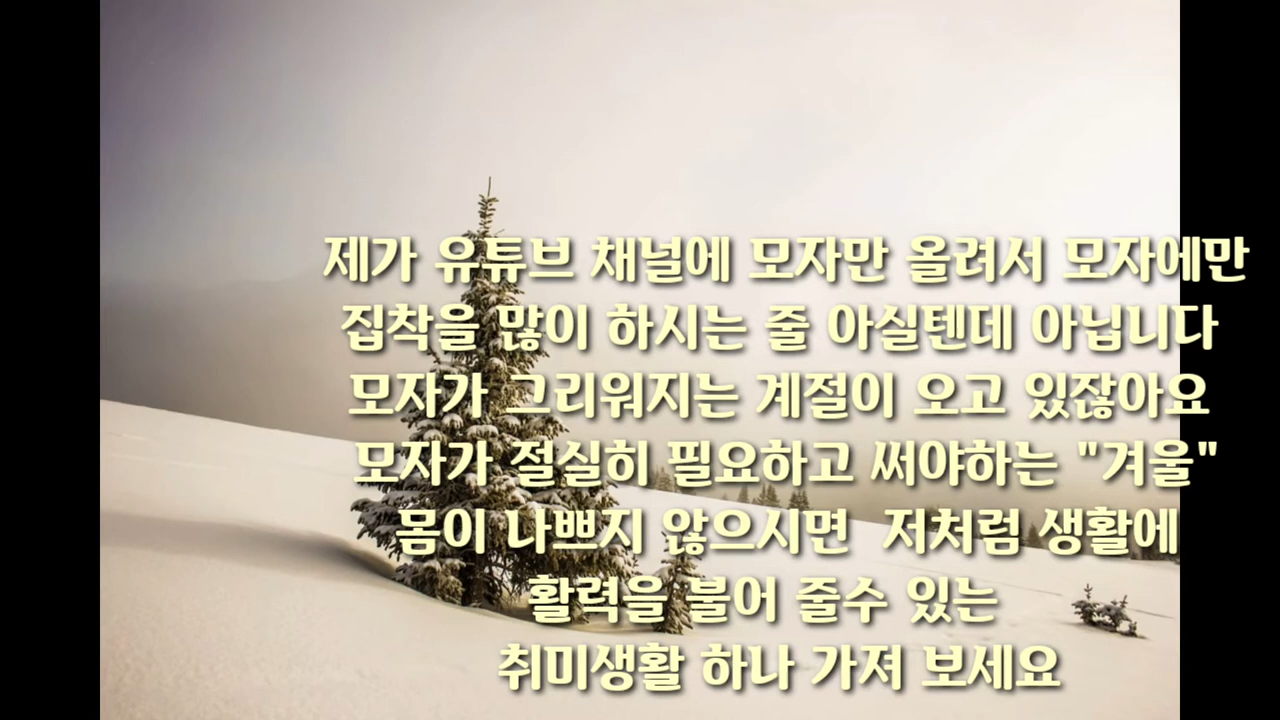 제가 유튜브 채널에 모자만 올려서 모자에만
집착을 많이 하시는 줄 아실텐데 아닙니다
모자가 그리워지는 계절이 오고 있잖아요
모자가 절실히 필요하고 써야하는 "겨울"
몸이 나쁘지 않으시면 저처럼 생활에
활력을 불어 줄수 있는
취미생활 하나 가져 보세요